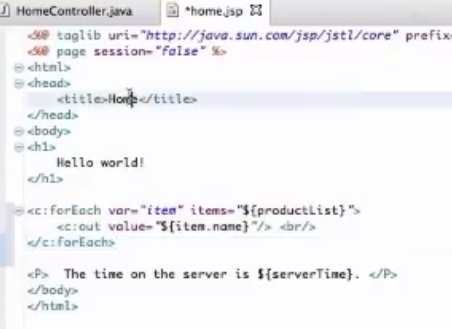 HomeController.java
*home.jsp
<%@ taglib uri="http://java.sun.com/jsp/jstl/core" prefix
<%@ page session="false" %>
<html>
<head>
<title>Home</title>
</head>
<body>
<h1>
Hello world!
</h1>
<c:forEach var="item" items="${productList}">
<c:out value="${item.name}"/> <br/>
</c:forEach>
<P>  The time on the server is ${serverTime}. </P>
</body>
</html>